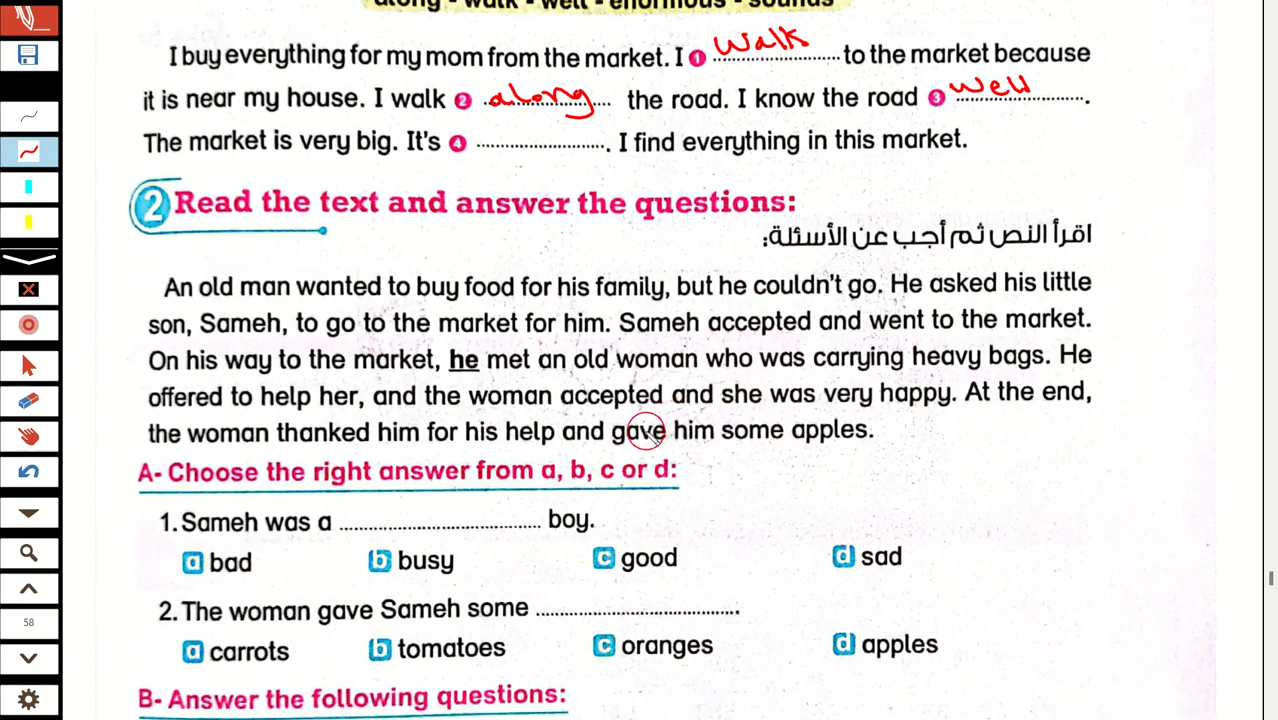 along - walk - well - enormous - sounds
I buy everything for my mom from the market. I 1 walk to the market because
it is near my house. I walk 2 along the road. I know the road 3 well.
The market is very big. It's 4 ........................ . I find everything in this market.
2 Read the text and answer the questions:
اقرأ النص ثم أجب عن الأسئلة:
An old man wanted to buy food for his family, but he couldn't go. He asked his little
son, Sameh, to go to the market for him. Sameh accepted and went to the market.
On his way to the market, he met an old woman who was carrying heavy bags. He
offered to help her, and the woman accepted and she was very happy. At the end,
the woman thanked him for his help and gave him some apples.
A- Choose the right answer from a, b, c or d:
1. Sameh was a ........................ boy.
a bad b busy c good d sad
2. The woman gave Sameh some ........................ .
a carrots b tomatoes c oranges d apples
B- Answer the following questions:
58